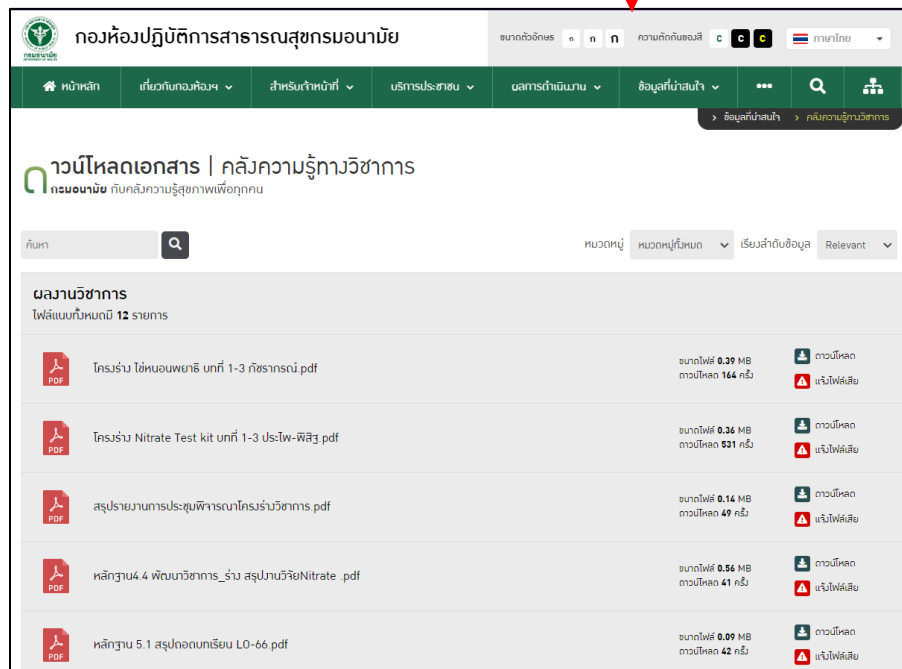 กองห้องปฏิบัติการสาธารณสุขกรมอนามัย
ขนาดตัวอักษร ก ก ก ความตัดกันของสี C C C ภาษาไทย
กรมอนามัย
หน้าหลัก เกี่ยวกับกองห้องฯ สำหรับเจ้าหน้าที่ บริการประชาชน ผลการดำเนินงาน ข้อมูลที่น่าสนใจ •••
> ข้อมูลที่น่าสนใจ > คลังความรู้ทางวิชาการ
ดาวน์โหลดเอกสาร | คลังความรู้ทางวิชาการ
กรมอนามัย กับคลังความรู้สุขภาพเพื่อทุกคน
ค้นหา หมวดหมู่ หมวดหมู่ทั้งหมด เรียงลำดับข้อมูล Relevant
ผลงานวิชาการ
ไฟล์แนบทั้งหมดมี 12 รายการ
PDF โครงร่าง ไข่หนอนพยาธิ บทที่ 1-3 ภัชราภรณ์.pdf
ขนาดไฟล์ 0.39 MB ดาวน์โหลด
ดาวน์โหลด 164 ครั้ง แจ้งไฟล์เสีย
PDF โครงร่าง Nitrate Test kit บทที่ 1-3 ประไพ-พิสิฐ.pdf
ขนาดไฟล์ 0.36 MB ดาวน์โหลด
ดาวน์โหลด 531 ครั้ง แจ้งไฟล์เสีย
PDF สรุปรายงานการประชุมพิจารณาโครงร่างวิชาการ.pdf
ขนาดไฟล์ 0.14 MB ดาวน์โหลด
ดาวน์โหลด 49 ครั้ง แจ้งไฟล์เสีย
PDF หลักฐาน4.4 พัฒนาวิชาการ_ร่าง สรุปงานวิจัยNitrate .pdf
ขนาดไฟล์ 0.56 MB ดาวน์โหลด
ดาวน์โหลด 41 ครั้ง แจ้งไฟล์เสีย
PDF หลักฐาน 5.1 สรุปถอดบทเรียน LO-66.pdf
ขนาดไฟล์ 0.09 MB ดาวน์โหลด
ดาวน์โหลด 42 ครั้ง แจ้งไฟล์เสีย